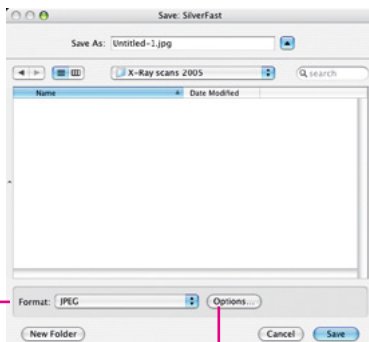 Save: SilverFast
Save As: Untitled-1.jpg
X-Ray scans 2005
search
Name Date Modified
Format: JPEG Options...
New Folder Cancel Save